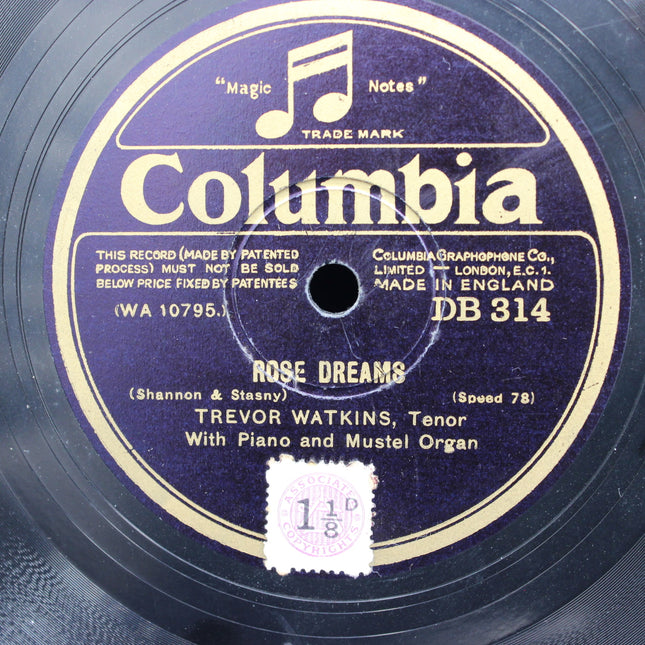 "Magic Notes"
TRADE MARK
Columbia
THIS RECORD (MADE BY PATENTED
PROCESS) MUST NOT BE SOLD
BELOW PRICE FIXED BY PATENTEES
COLUMBIA GRAPHOPHONE CO.,
LIMITED — LONDON, E.C. 1.
MADE IN ENGLAND
(WA 10795.)
DB 314
ROSE DREAMS
(Shannon & Stasny)
(Speed 78)
TREVOR WATKINS, Tenor
With Piano and Mustel Organ
1 1/8 D
COPYRIGHTS